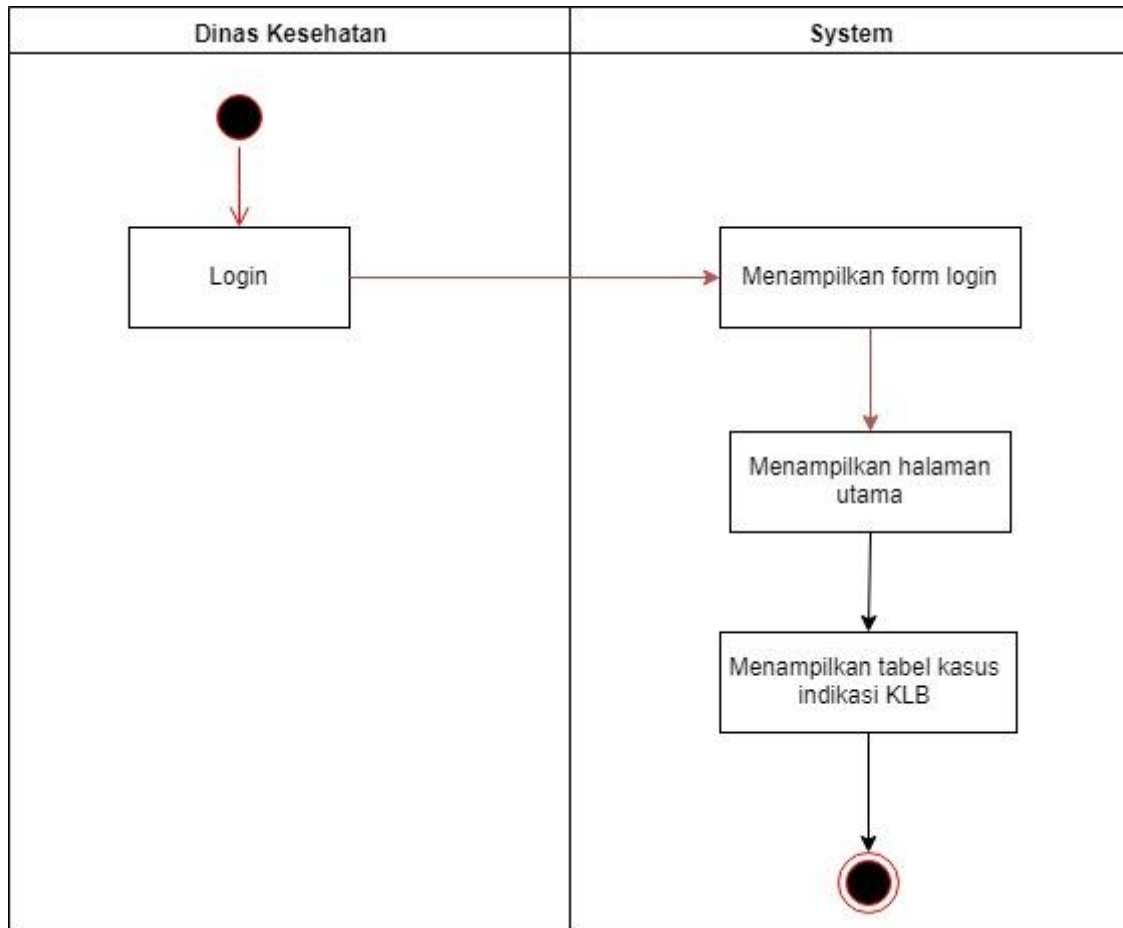 Dinas Kesehatan
System
Login
Menampilkan form login
Menampilkan halaman
utama
Menampilkan tabel kasus
indikasi KLB